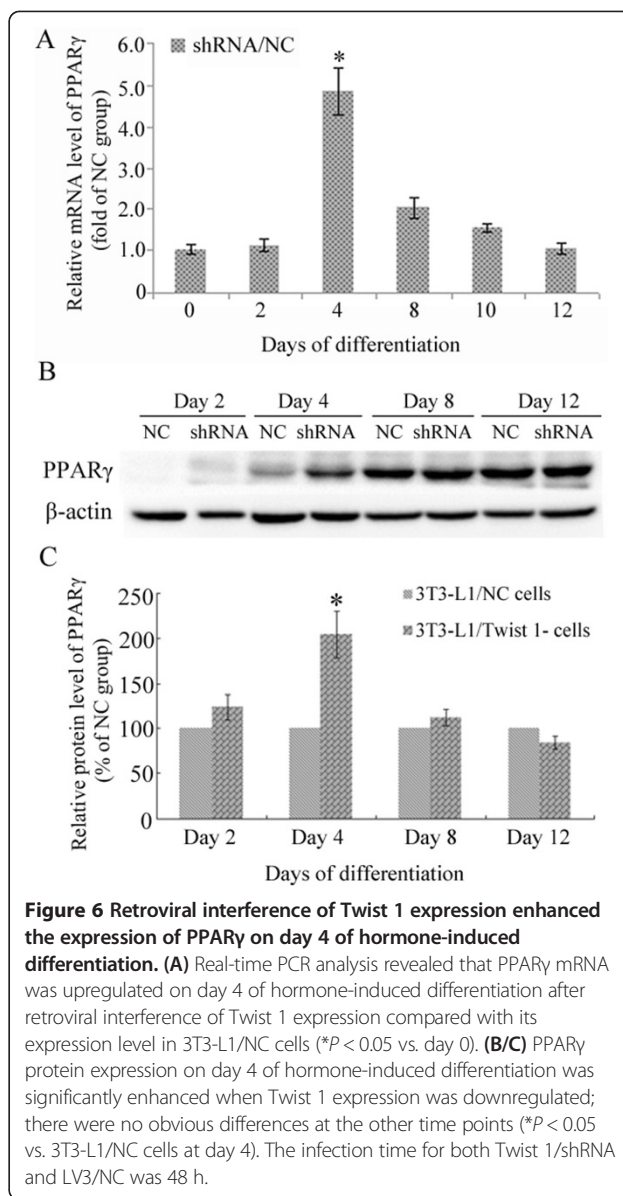 A
Relative mRNA level of PPARγ
(fold of NC group)
6.0
5.0
4.0
3.0
2.0
1.0
0.0
shRNA/NC
*
0 2 4 8 10 12
Days of differentiation
B
Day 2 Day 4 Day 8 Day 12
NC shRNA NC shRNA NC shRNA NC shRNA
PPARγ
β-actin
C
Relative protein level of PPARγ
(% of NC group)
250
200
150
100
50
0
*
3T3-L1/NC cells
3T3-L1/Twist 1- cells
Day 2 Day 4 Day 8 Day 12
Days of differentiation
Figure 6 Retroviral interference of Twist 1 expression enhanced
the expression of PPARγ on day 4 of hormone-induced
differentiation. (A) Real-time PCR analysis revealed that PPARγ mRNA
was upregulated on day 4 of hormone-induced differentiation after
retroviral interference of Twist 1 expression compared with its
expression level in 3T3-L1/NC cells (*P < 0.05 vs. day 0). (B/C) PPARγ
protein expression on day 4 of hormone-induced differentiation was
significantly enhanced when Twist 1 expression was downregulated;
there were no obvious differences at the other time points (*P < 0.05
vs. 3T3-L1/NC cells at day 4). The infection time for both Twist 1/shRNA
and LV3/NC was 48 h.